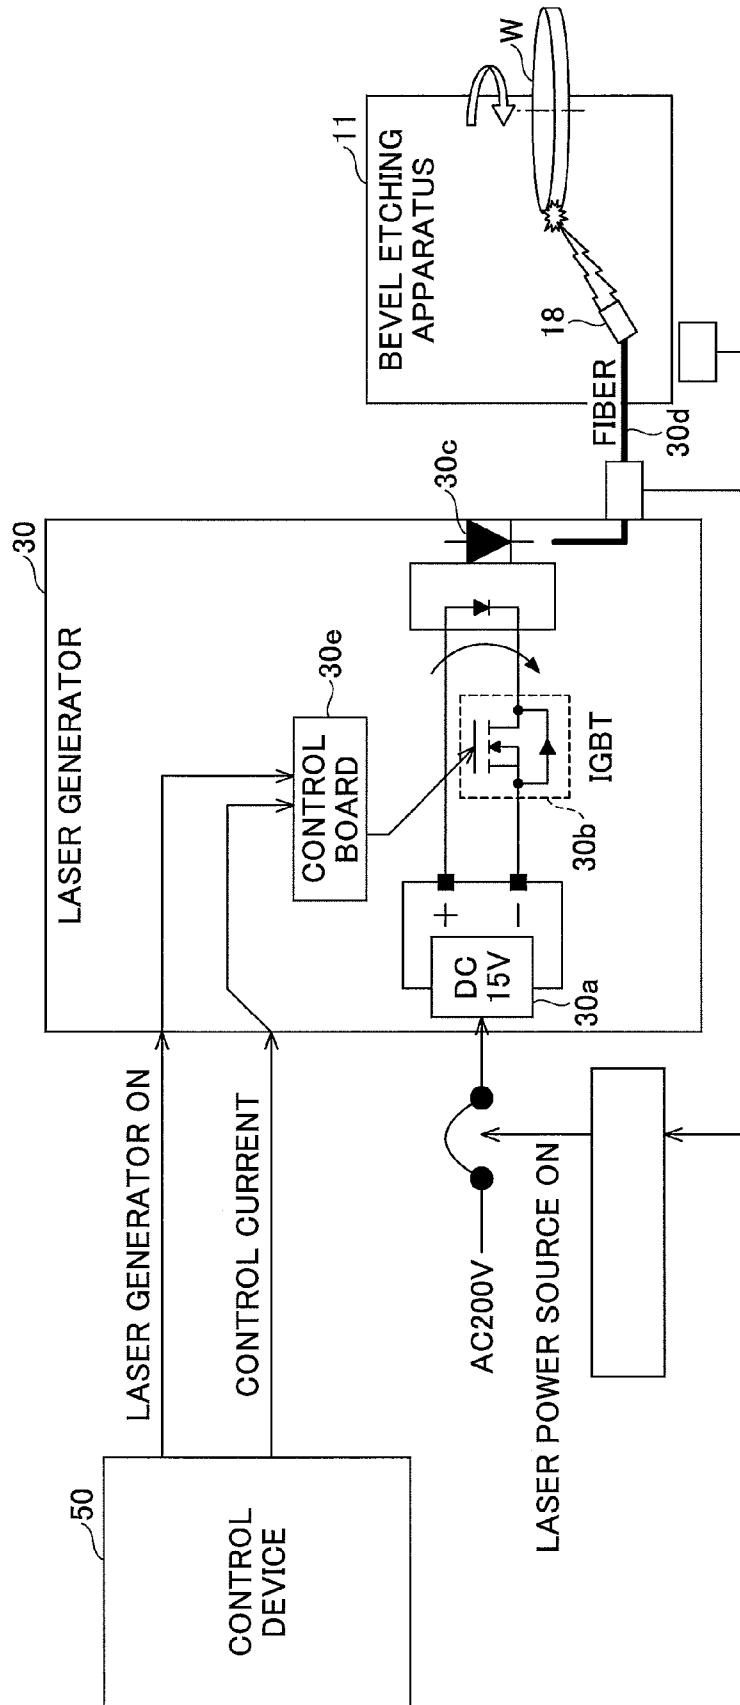 50
CONTROL
DEVICE
LASER GENERATOR ON
CONTROL CURRENT
AC200V
LASER POWER SOURCE ON
30
LASER GENERATOR
CONTROL
BOARD
30e
DC
15V
30a
+
−
IGBT
30b
30c
FIBER
30d
11
BEVEL ETCHING
APPARATUS
18
W